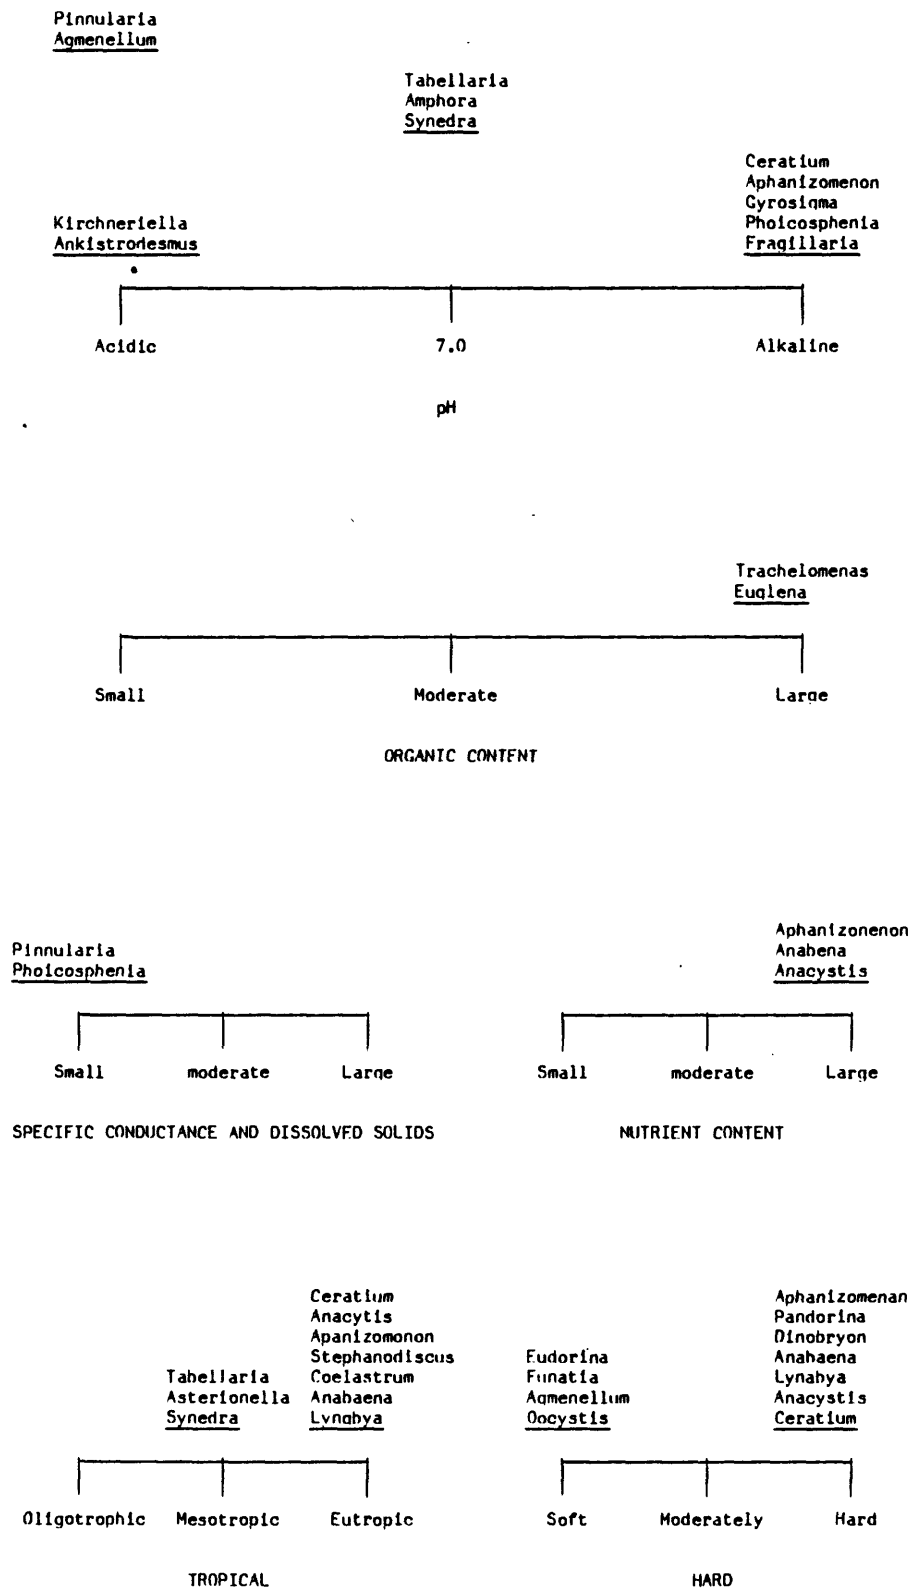 Pinnularia
Agmenellum
Tabellaria
Amphora
Synedra
Ceratium
Aphanizomenon
Gyrosigma
Phoicosphenia
Fragillaria
Kirchneriella
Ankistrodesmus
Acidic 7.0 Alkaline
pH
Trachelomenas
Euglena
Small Moderate Large
ORGANIC CONTENT
Pinnularia
Phoicosphenia
Small moderate Large
SPECIFIC CONDUCTANCE AND DISSOLVED SOLIDS
Aphanizonenon
Anabena
Anacystis
Small moderate Large
NUTRIENT CONTENT
Tabellaria
Asterionella
Synedra
Ceratium
Anacytis
Apanizomonon
Stephanodiscus
Coelastrum
Anabaena
Lyngbya
Oligotrophic Mesotropic Eutropic
TROPICAL
Eudorina
Funatia
Agmenellum
Oocystis
Aphanizomenan
Pandorina
Dinobryon
Anabaena
Lynabya
Anacystis
Ceratium
Soft Moderately Hard
HARD